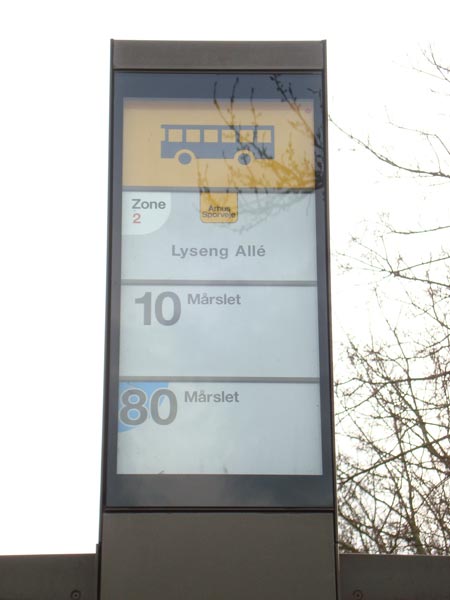 Zone
2
Århus
Sporveje
Lyseng Allé
10 Mårslet
80 Mårslet